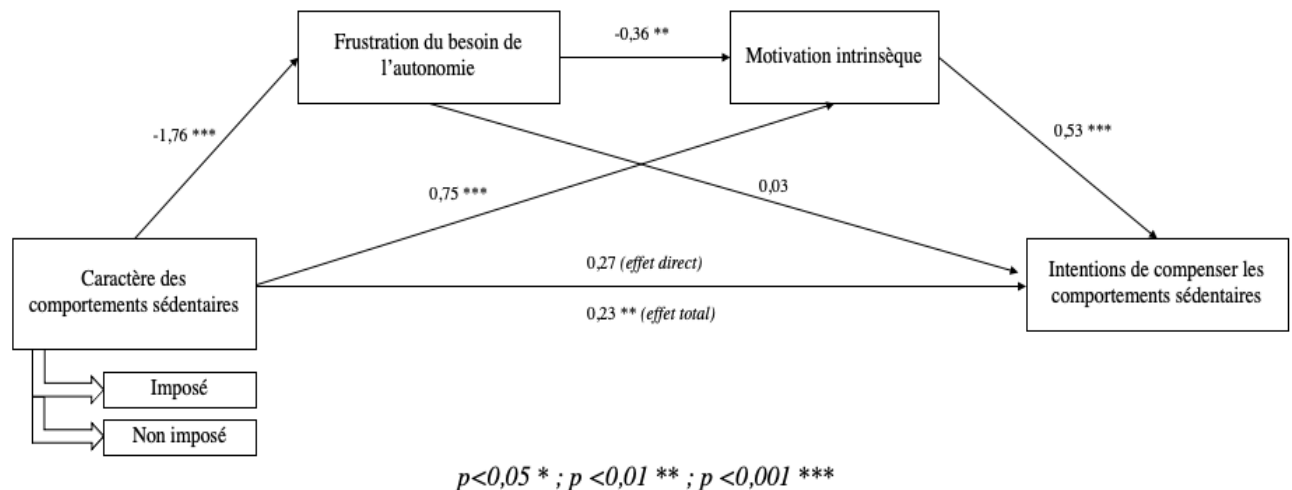 Frustration du besoin de
l’autonomie
-0,36 **
Motivation intrinsèque
-1,76 ***
0,53 ***
0,75 ***
0,03
Caractère des
comportements sédentaires
0,27 (effet direct)
0,23 ** (effet total)
Intentions de compenser les
comportements sédentaires
Imposé
Non imposé
p<0,05 * ; p <0,01 ** ; p <0,001 ***